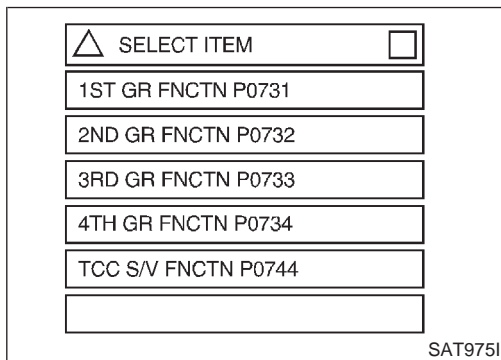 SELECT ITEM
1ST GR FNCTN P0731
2ND GR FNCTN P0732
3RD GR FNCTN P0733
4TH GR FNCTN P0734
TCC S/V FNCTN P0744
SAT975I